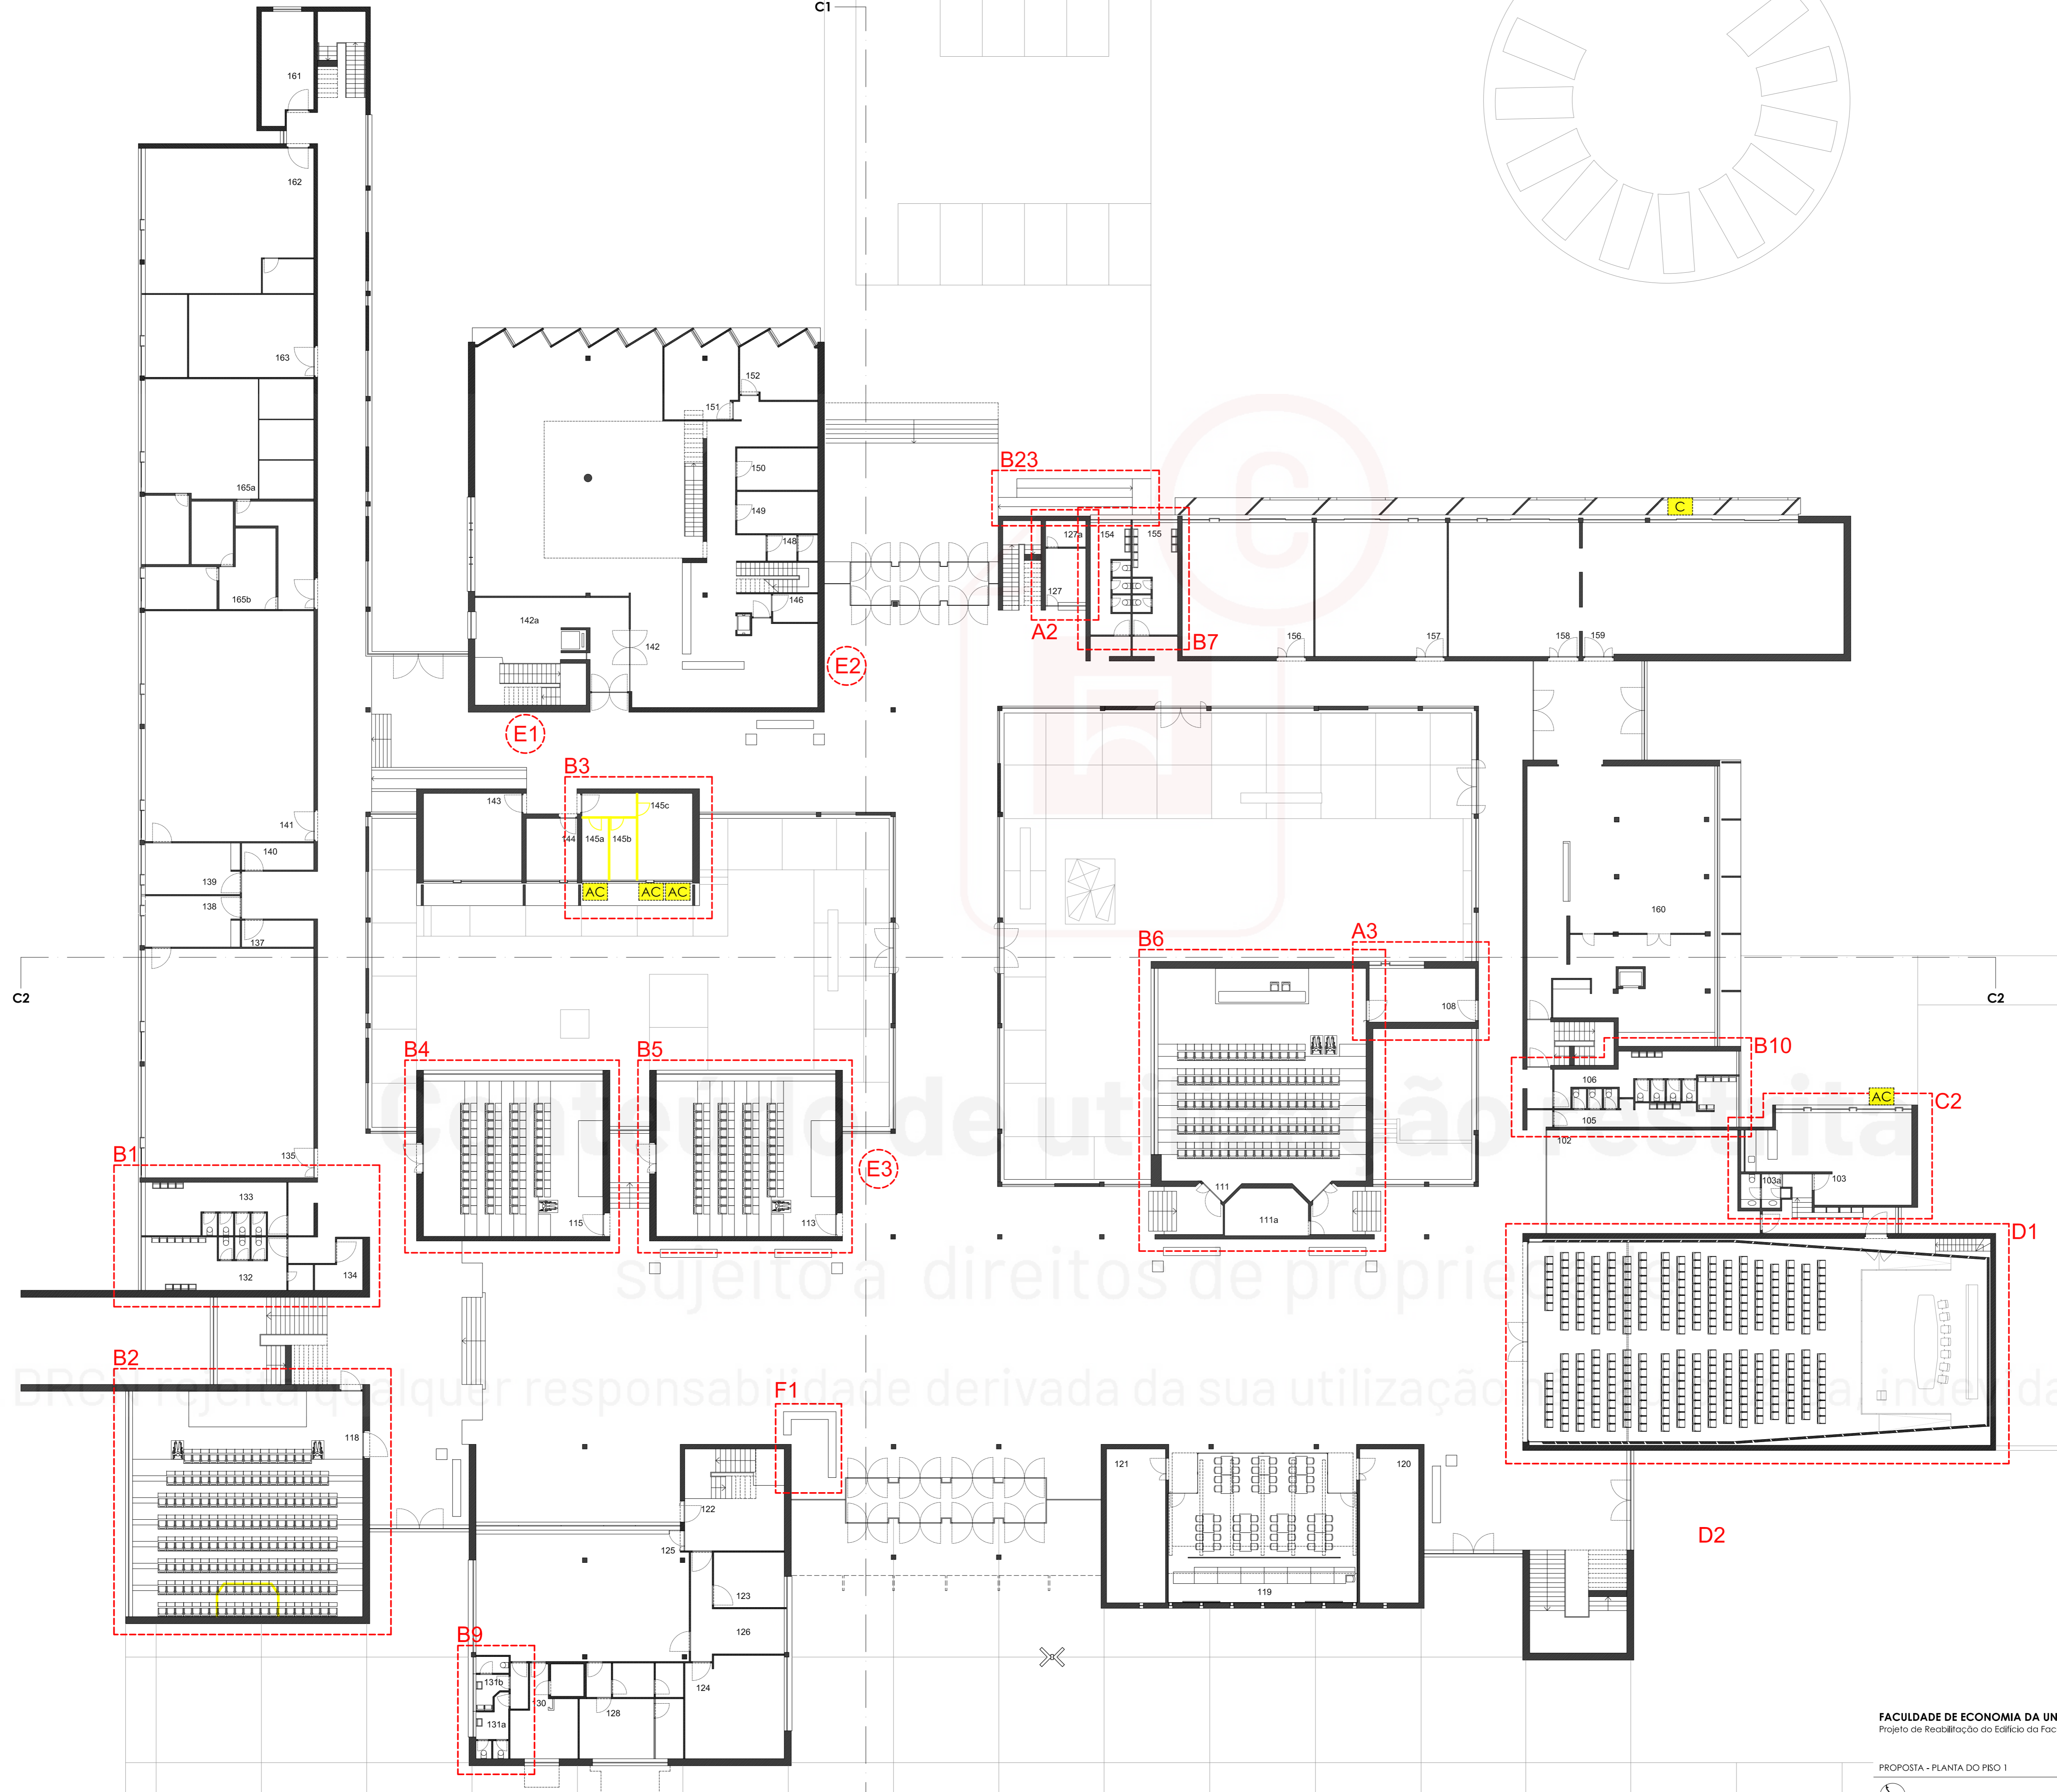 C1
161
162
163
152
151
150
B23
165a
C
149
127a
154
155
148
165b
146
127
142a
A2
156
157
158
159
142
B7
E2
E1
B3
143
145c
141
144
145a
145b
140
139
AC
AC
AC
138
160
137
B6
A3
C2
C2
108
B4
B5
B10
106
AC
C2
Conteúdo de utilização restrita
105
102
135
B1
E3
133
111
103a
103
115
113
111a
D1
132
134
sujeito a direitos de propried
B2
F1
DRCN rejeita qualquer responsabilidade derivada da sua utilização
118
121
120
122
D2
125
123
119
126
B9
131b
124
130
128
131a
FACULDADE DE ECONOMIA DA UN
Projeto de Reabilitação do Edifício da Fac
PROPOSTA - PLANTA DO PISO 1